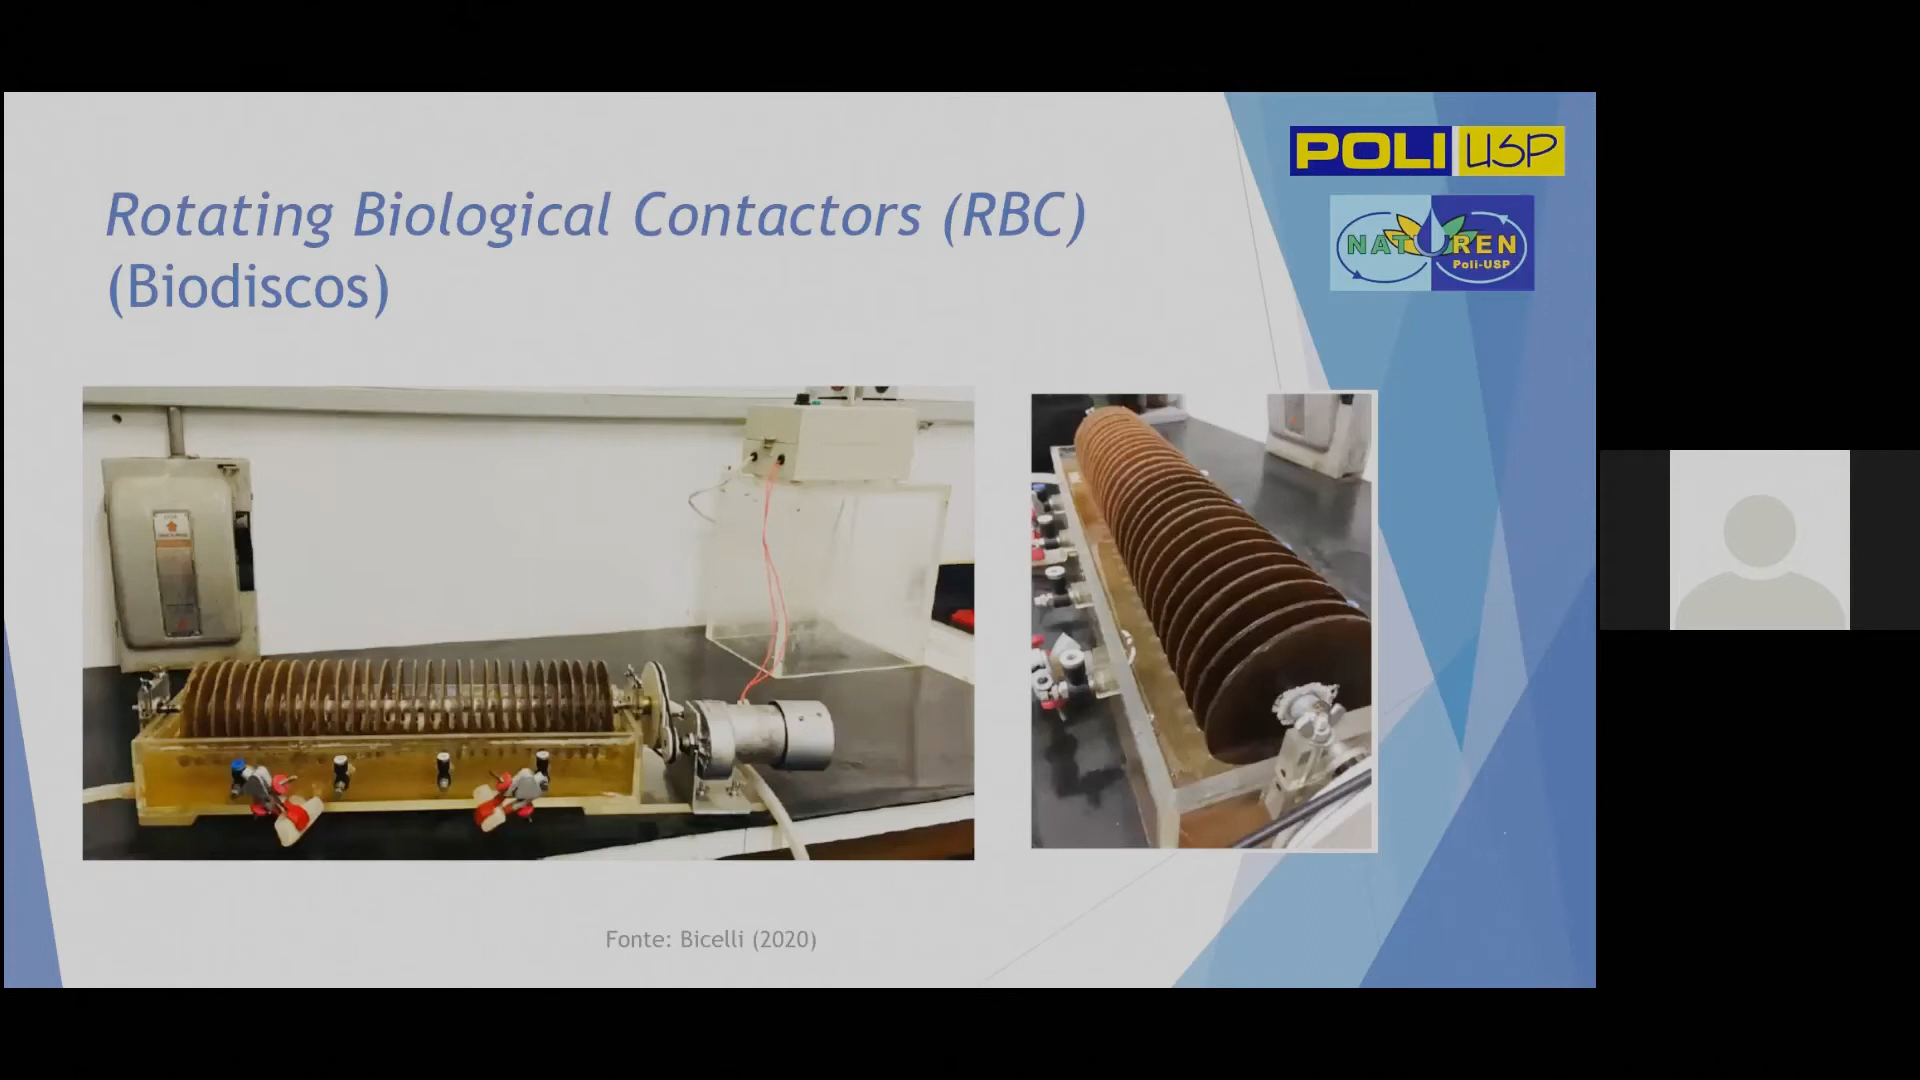 POLI USP
NATUREN
Poli-USP
Rotating Biological Contactors (RBC)
(Biodiscos)
Fonte: Bicelli (2020)